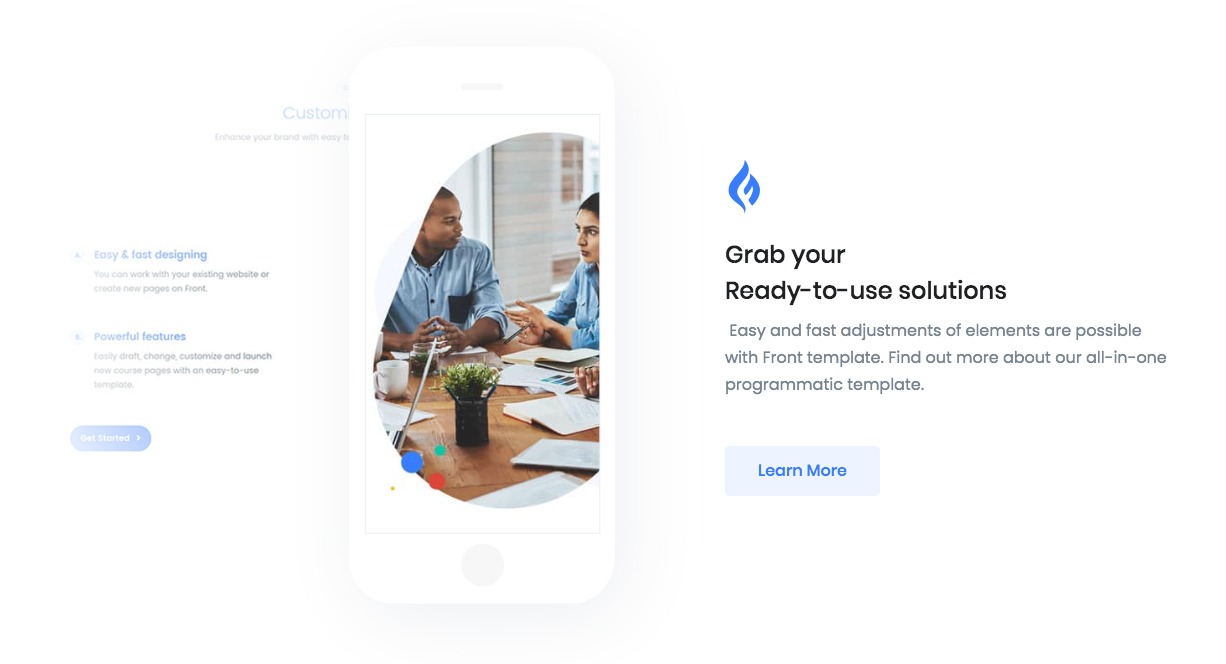 Customi
Enhance your brand with easy to
A.
Easy & fast designing
You can work with your existing website or
create new pages on Front.
B.
Powerful features
Easily draft, change, customize and launch
new course pages with an easy-to-use
template.
Get Started >
Grab your
Ready-to-use solutions
Easy and fast adjustments of elements are possible
with Front template. Find out more about our all-in-one
programmatic template.
Learn More